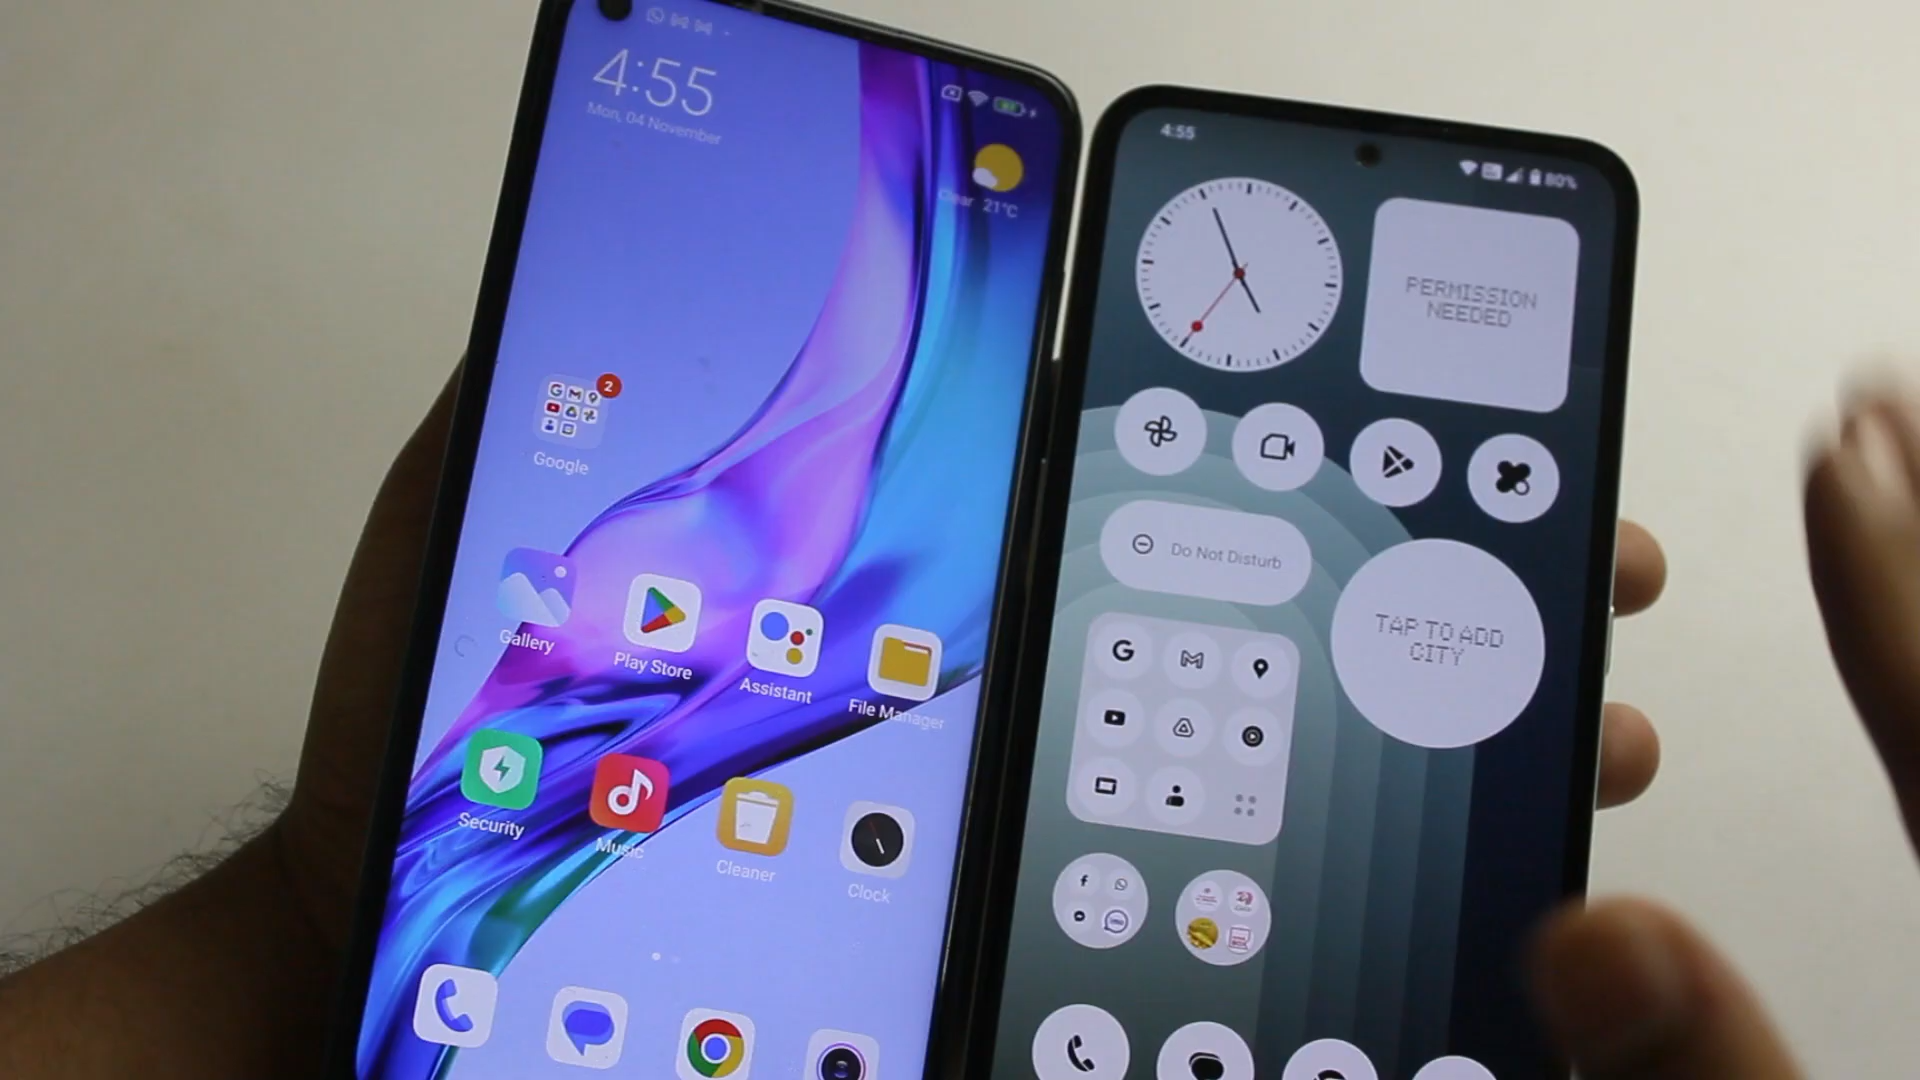 4:55
Mon, 04 November
Clear 21°C
2
Google
Gallery
Play Store
Assistant
File Manager
Security
Music
Cleaner
Clock
4:55
80%
PERMISSION
NEEDED
Do Not Disturb
TAP TO ADD
CITY